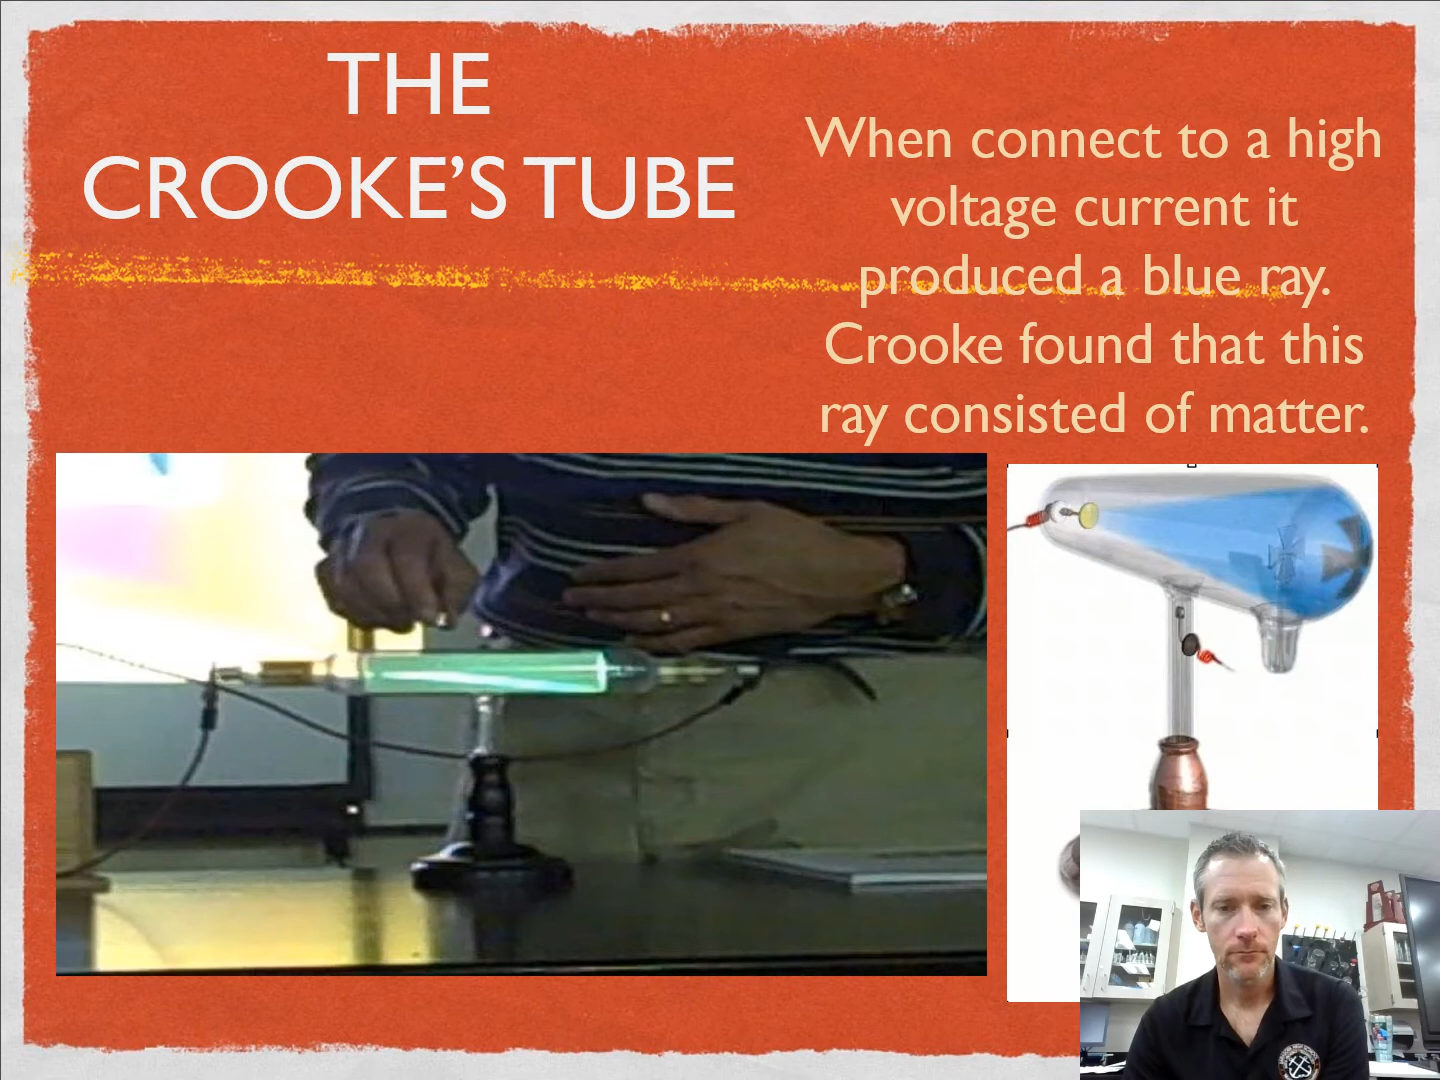 THE
CROOKE’S TUBE
When connect to a high
voltage current it
produced a blue ray.
Crooke found that this
ray consisted of matter.